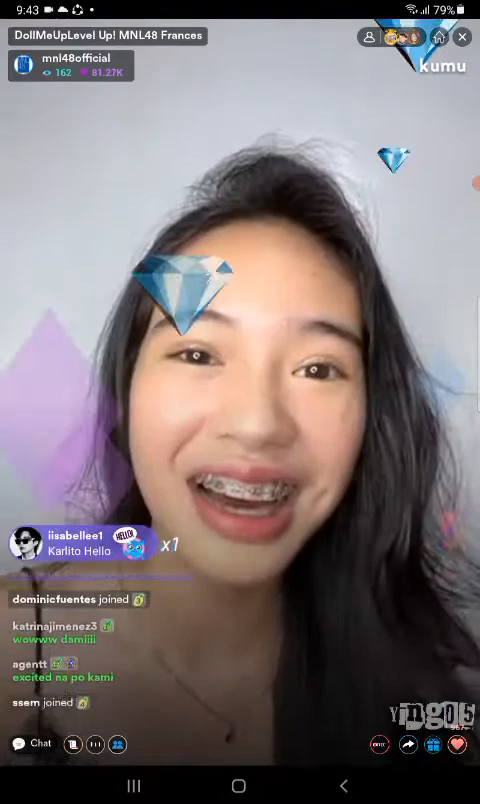 9:43
79%
DollMeUpLevel Up! MNL48 Frances
mnl48official
162 81.27K
kumu
HELLO!
iisabellee1
Karlito Hello
x1
dominicfuentes joined
katrinajimenez3
wowww damiiii
agentt
excited na po kami
ssem joined
YingO5
Chat